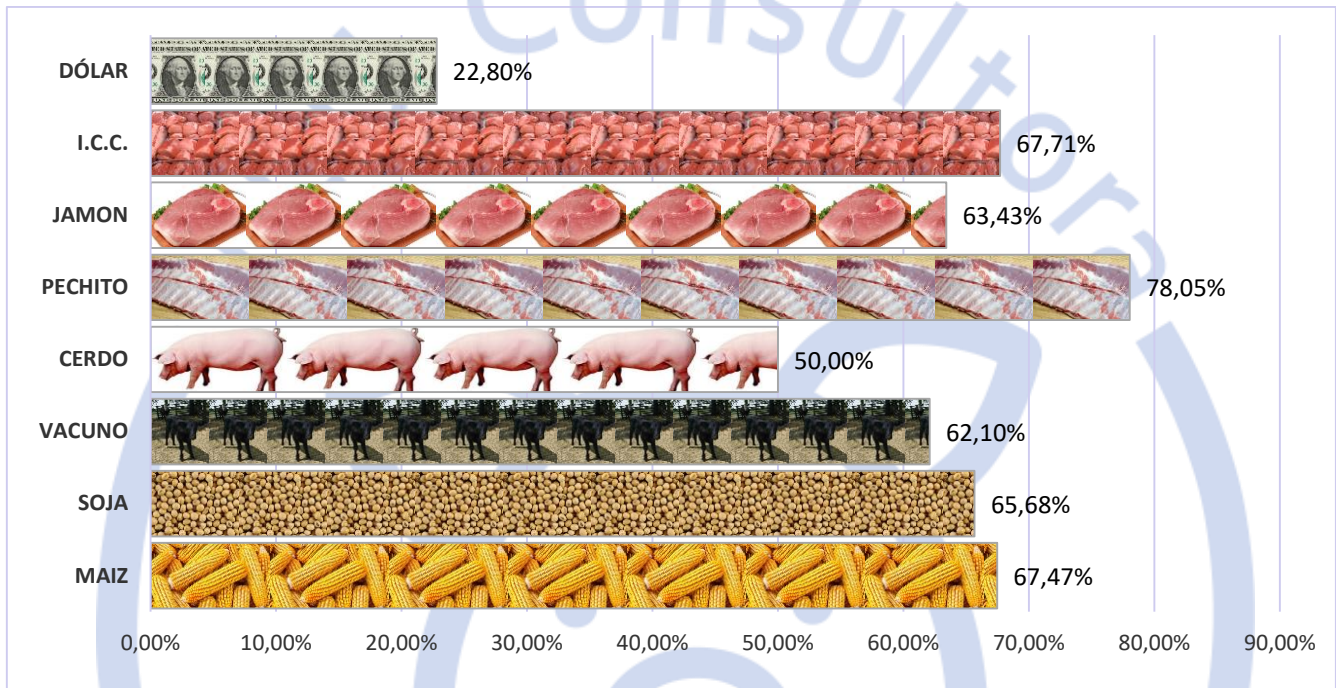 Consultora
DÓLAR 22,80%
I.C.C. 67,71%
JAMON 63,43%
PECHITO 78,05%
CERDO 50,00%
VACUNO 62,10%
SOJA 65,68%
MAIZ 67,47%
0,00% 10,00% 20,00% 30,00% 40,00% 50,00% 60,00% 70,00% 80,00% 90,00%